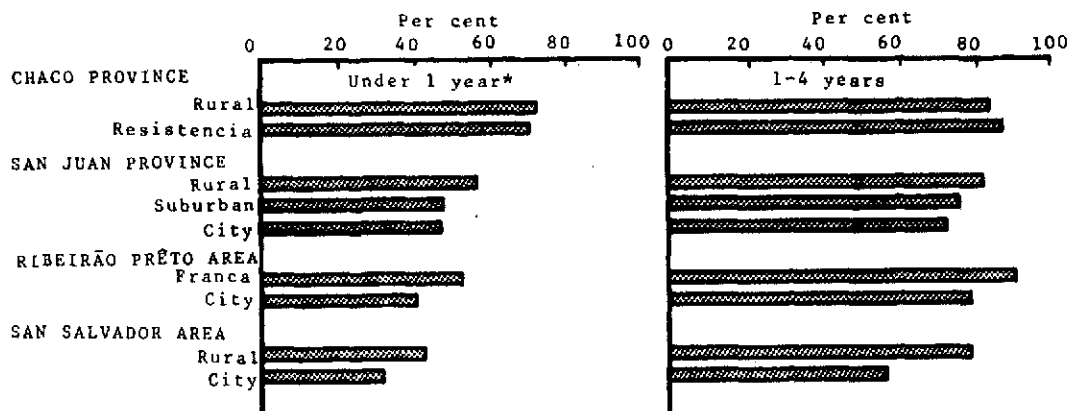 Per cent
0 20 40 60 80 100
Under 1 year*
Per cent
0 20 40 60 80 100
1-4 years
CHACO PROVINCE
Rural
Resistencia
SAN JUAN PROVINCE
Rural
Suburban
City
RIBEIRÃO PRÊTO AREA
Franca
City
SAN SALVADOR AREA
Rural
City